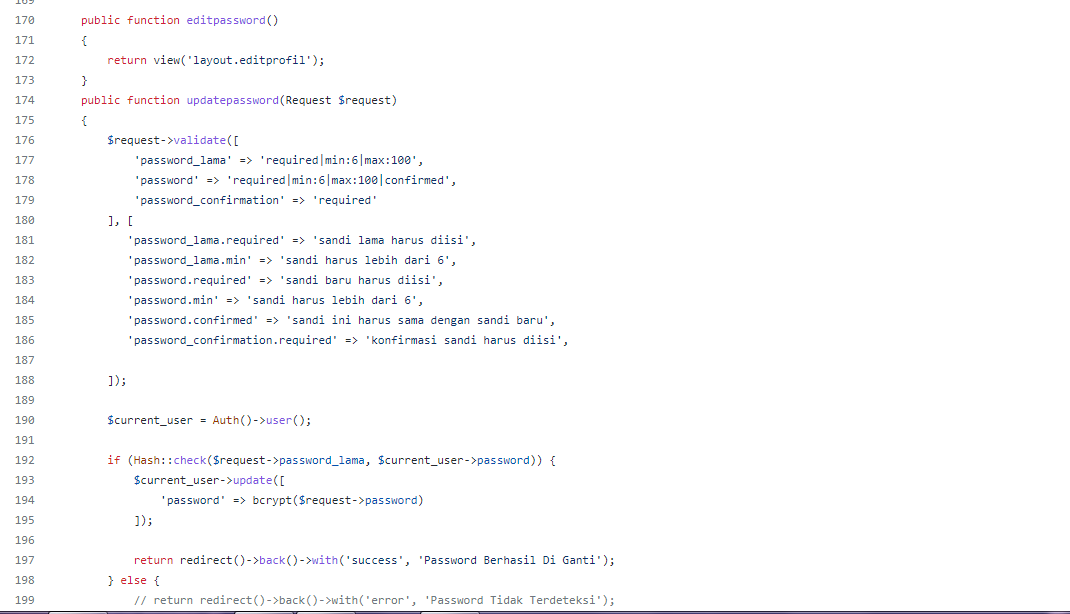 169
170 public function editpassword()
171 {
172 return view('layout.editprofil');
173 }
174 public function updatepassword(Request $request)
175 {
176 $request->validate([
177 'password_lama' => 'required|min:6|max:100',
178 'password' => 'required|min:6|max:100|confirmed',
179 'password_confirmation' => 'required'
180 ], [
181 'password_lama.required' => 'sandi lama harus diisi',
182 'password_lama.min' => 'sandi harus lebih dari 6',
183 'password.required' => 'sandi baru harus diisi',
184 'password.min' => 'sandi harus lebih dari 6',
185 'password.confirmed' => 'sandi ini harus sama dengan sandi baru',
186 'password_confirmation.required' => 'konfirmasi sandi harus diisi',
187
188 ]);
189
190 $current_user = Auth()->user();
191
192 if (Hash::check($request->password_lama, $current_user->password)) {
193 $current_user->update([
194 'password' => bcrypt($request->password)
195 ]);
196
197 return redirect()->back()->with('success', 'Password Berhasil Di Ganti');
198 } else {
199 // return redirect()->back()->with('error', 'Password Tidak Terdeteksi');